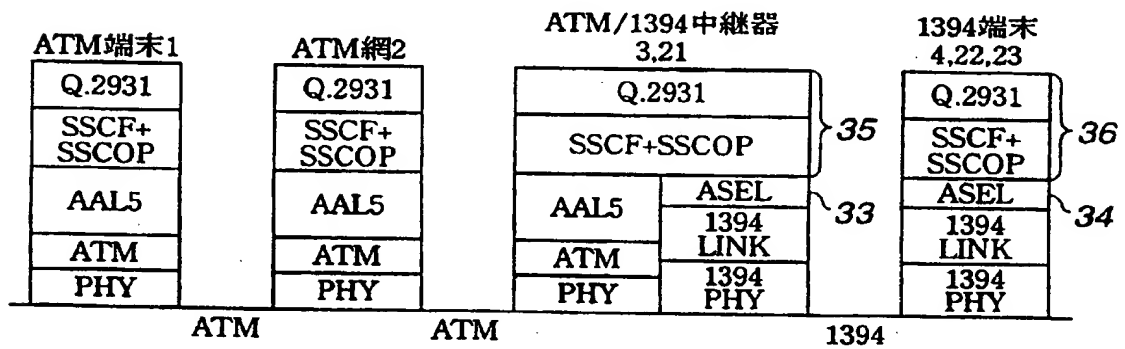 ATM端末1
Q.2931
SSCF+
SSCOP
AAL5
ATM
PHY
ATM網2
Q.2931
SSCF+
SSCOP
AAL5
ATM
PHY
ATM/1394中継器
3,21
Q.2931
SSCF+SSCOP
35
AAL5
ATM
PHY
ASEL
33
1394
LINK
1394
PHY
1394端末
4,22,23
Q.2931
SSCF+
SSCOP
36
ASEL
34
1394
LINK
1394
PHY
ATM
ATM
1394